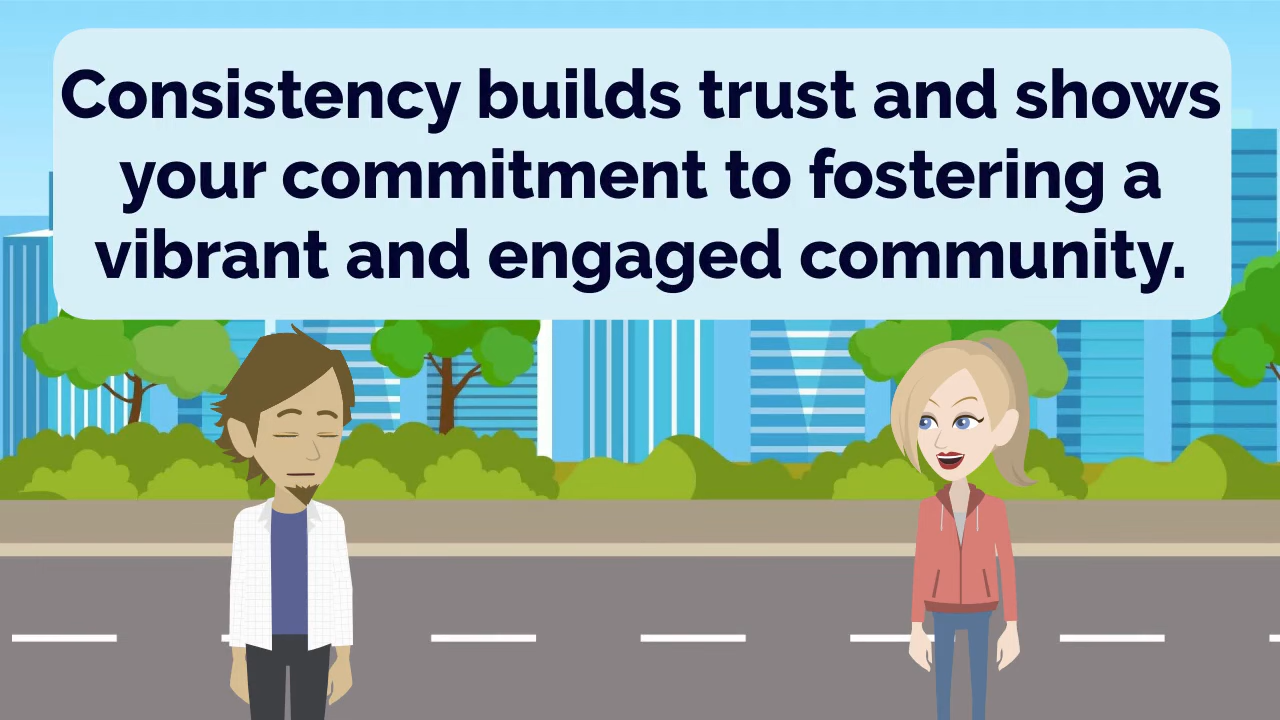 Consistency builds trust and shows
your commitment to fostering a
vibrant and engaged community.